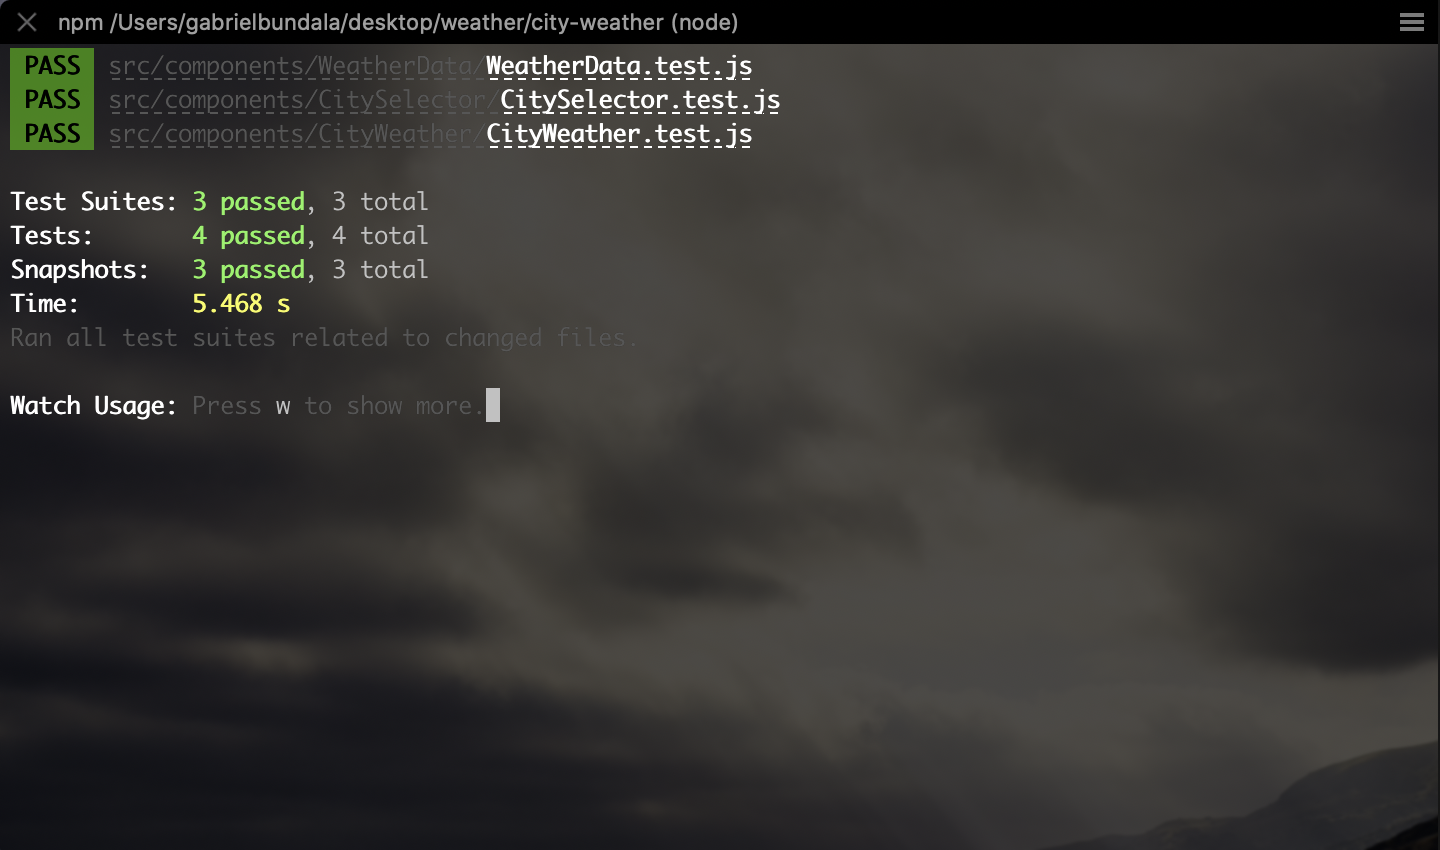 npm /Users/gabrielbundala/desktop/weather/city-weather (node)
PASS src/components/WeatherData/WeatherData.test.js
PASS src/components/CitySelector/CitySelector.test.js
PASS src/components/CityWeather/CityWeather.test.js
Test Suites: 3 passed, 3 total
Tests: 4 passed, 4 total
Snapshots: 3 passed, 3 total
Time: 5.468 s
Ran all test suites related to changed files.
Watch Usage: Press w to show more.